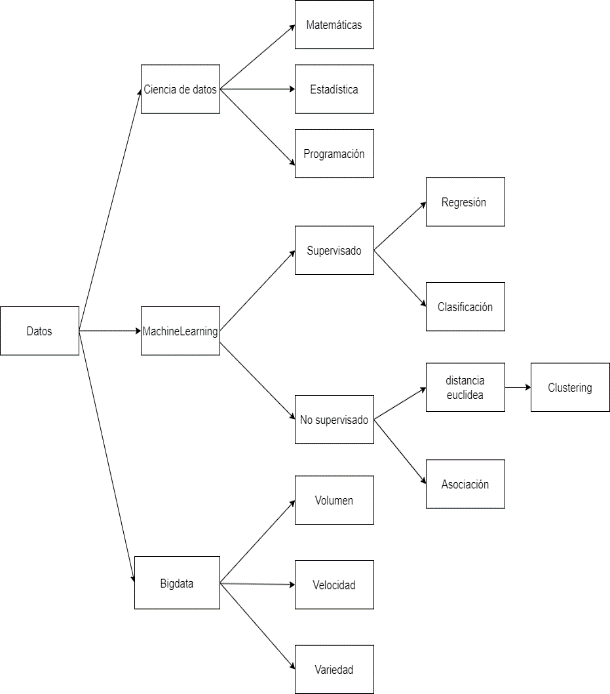 Matemáticas
Ciencia de datos
Estadística
Programación
Regresión
Supervisado
Clasificación
Datos
MachineLearning
distancia
euclidea
Clustering
No supervisado
Asociación
Volumen
Bigdata
Velocidad
Variedad